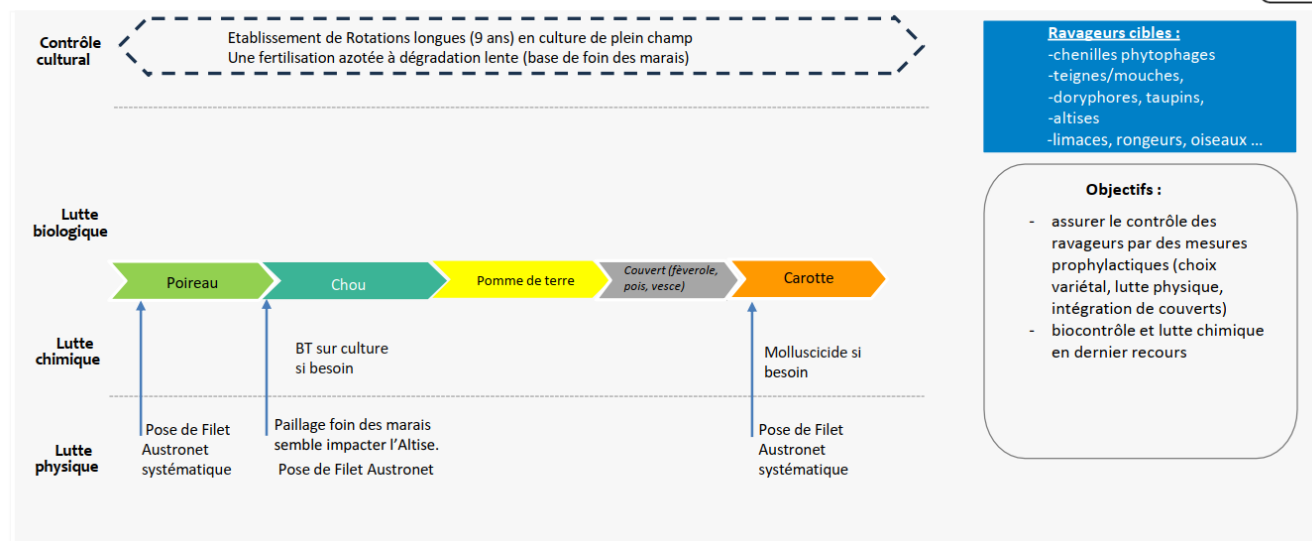 Contrôle
cultural
Etablissement de Rotations longues (9 ans) en culture de plein champ
Une fertilisation azotée à dégradation lente (base de foin des marais)
Ravageurs cibles :
-chenilles phytophages
-teignes/mouches,
-doryphores, taupins,
-altises
-limaces, rongeurs, oiseaux ...
Objectifs :
- assurer le contrôle des
ravageurs par des mesures
prophylactiques (choix
variétal, lutte physique,
intégration de couverts)
- biocontrôle et lutte chimique
en dernier recours
Lutte
biologique
Poireau
Chou
Pomme de terre
Couvert (fèverole,
pois, vesce)
Carotte
Lutte
chimique
BT sur culture
si besoin
Molluscicide si
besoin
Lutte
physique
Pose de Filet
Austronet
systématique
Paillage foin des marais
semble impacter l'Altise.
Pose de Filet Austronet
Pose de Filet
Austronet
systématique